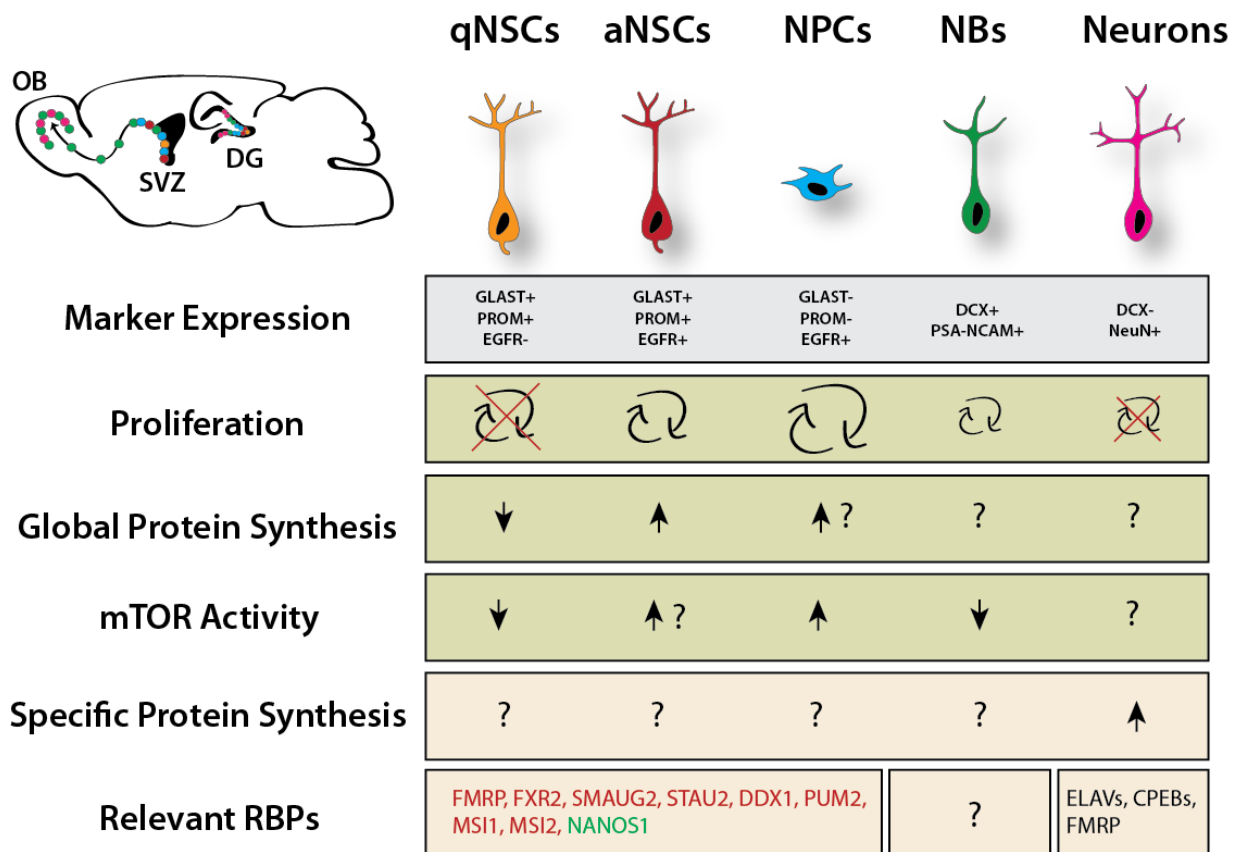 qNSCs aNSCs NPCs NBs Neurons
OB
SVZ
DG
Marker Expression
GLAST+
PROM+
EGFR-
GLAST+
PROM+
EGFR+
GLAST-
PROM-
EGFR+
DCX+
PSA-NCAM+
DCX-
NeuN+
Proliferation
Global Protein Synthesis
? ? ?
mTOR Activity
? ?
Specific Protein Synthesis
? ? ? ?
Relevant RBPs
FMRP, FXR2, SMAUG2, STAU2, DDX1, PUM2,
MSI1, MSI2, NANOS1
?
ELAVs, CPEBs,
FMRP